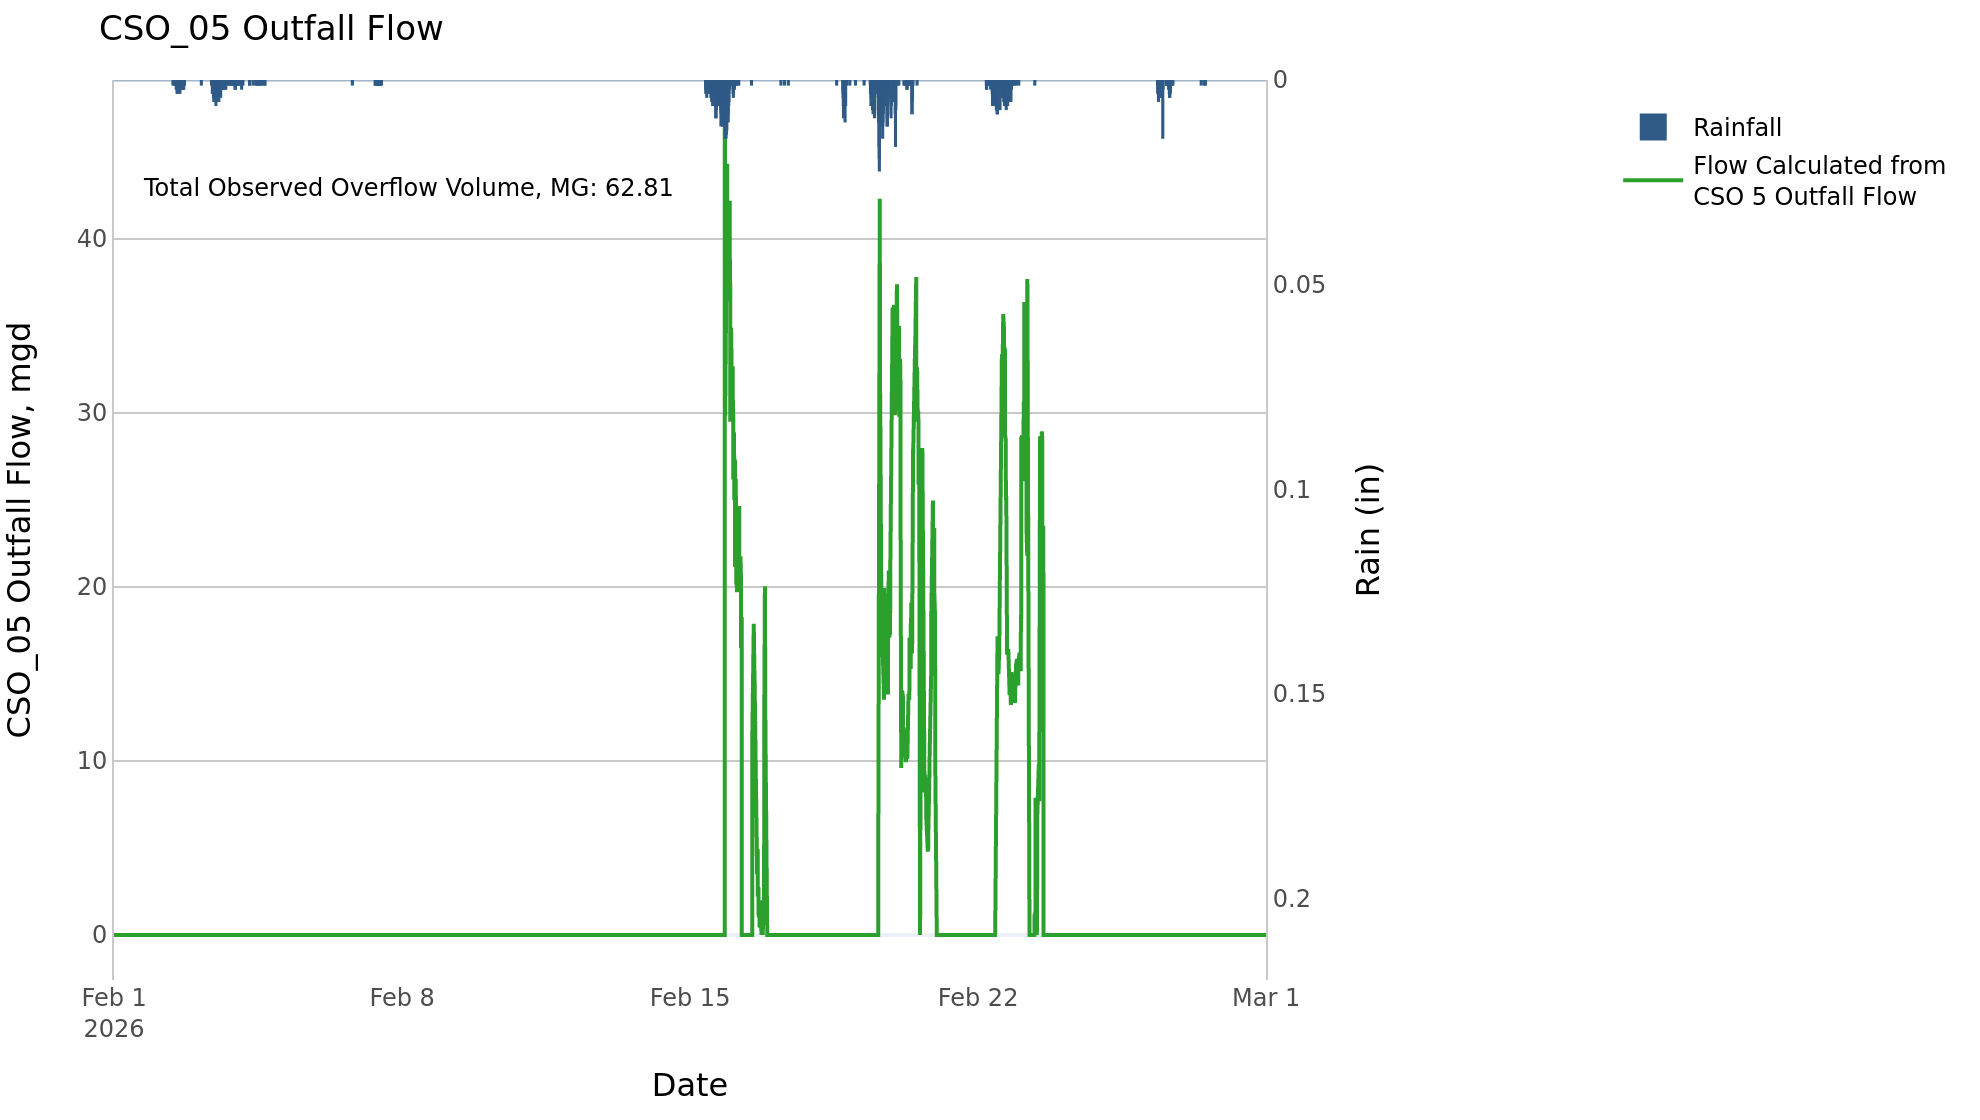 CSO_05 Outfall Flow
Total Observed Overflow Volume, MG: 62.81
CSO_05 Outfall Flow, mgd
40
30
20
10
0
0
0.05
0.1
0.15
0.2
Rain (in)
Feb 1
2026
Feb 8
Feb 15
Feb 22
Mar 1
Date
Rainfall
Flow Calculated from
CSO 5 Outfall Flow